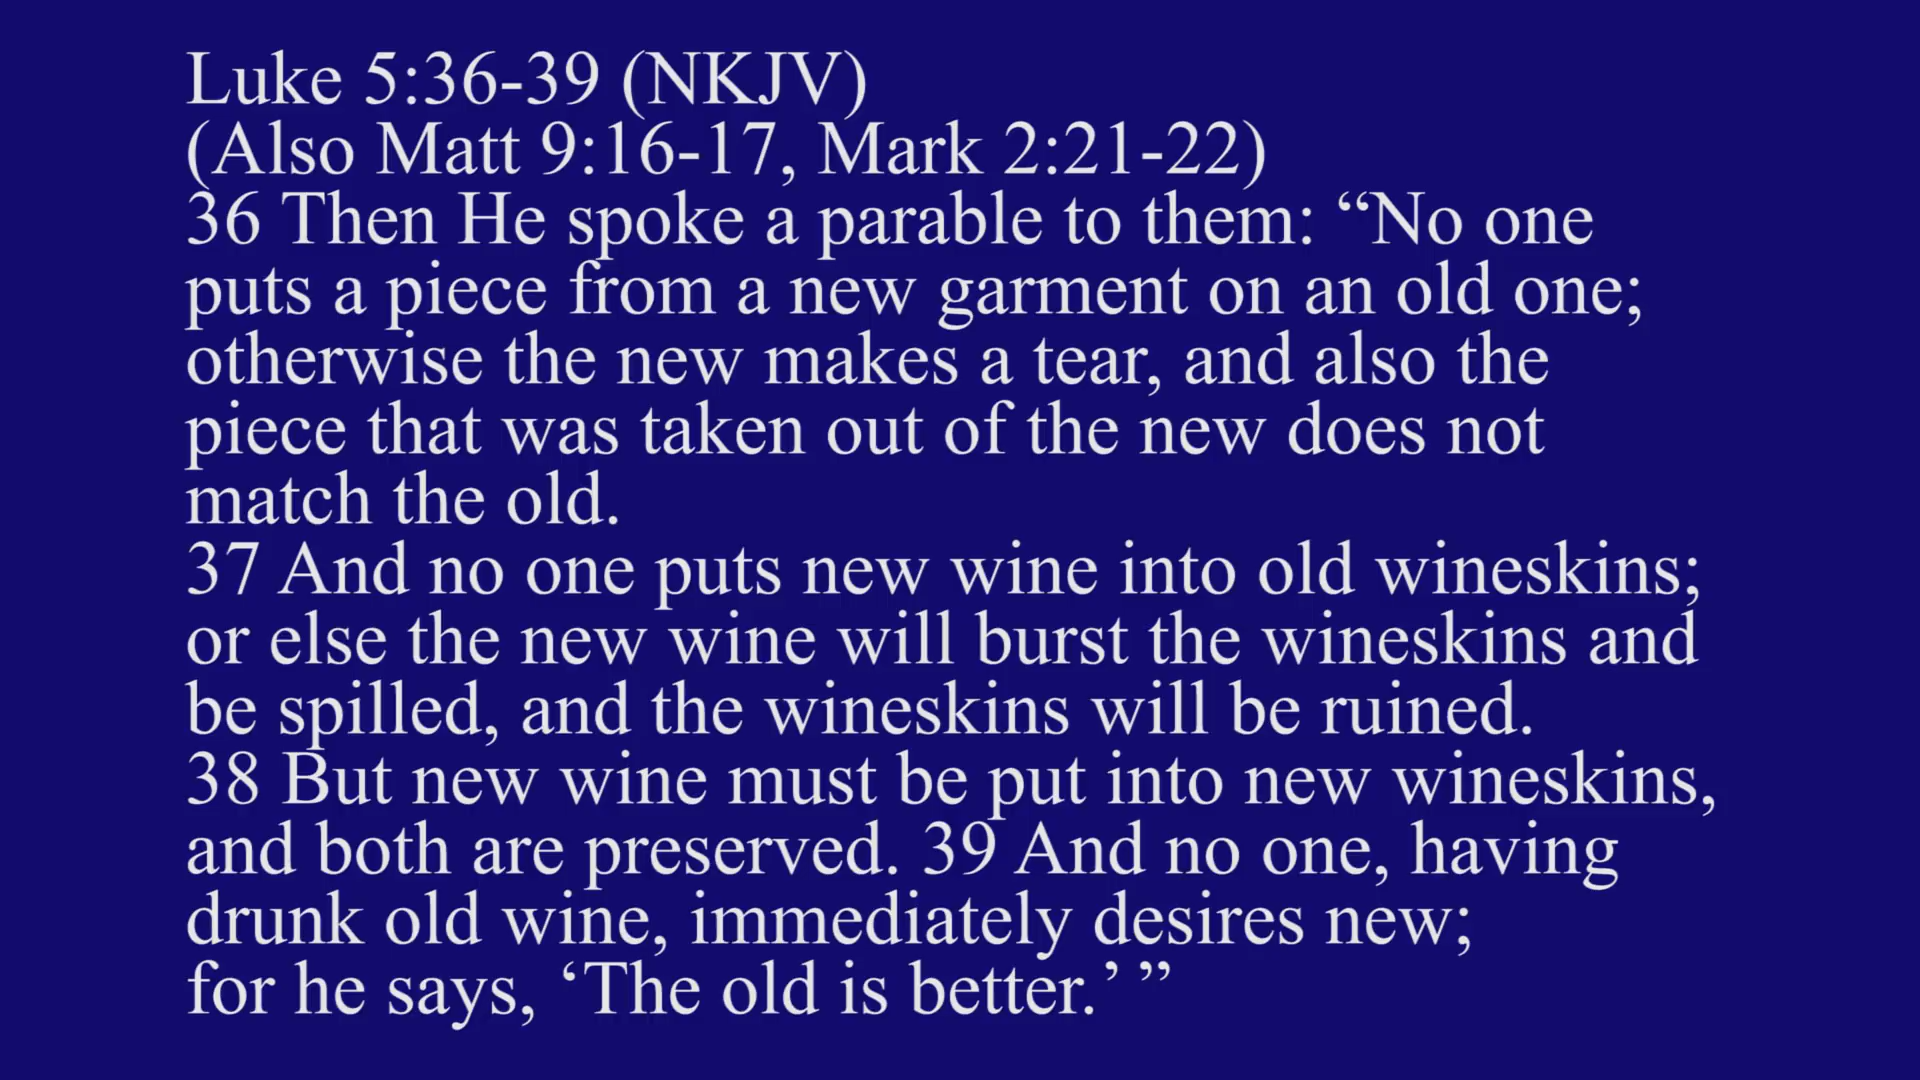 Luke 5:36-39 (NKJV)
(Also Matt 9:16-17, Mark 2:21-22)
36 Then He spoke a parable to them: “No one
puts a piece from a new garment on an old one;
otherwise the new makes a tear, and also the
piece that was taken out of the new does not
match the old.
37 And no one puts new wine into old wineskins;
or else the new wine will burst the wineskins and
be spilled, and the wineskins will be ruined.
38 But new wine must be put into new wineskins,
and both are preserved. 39 And no one, having
drunk old wine, immediately desires new;
for he says, ‘The old is better.’ ”